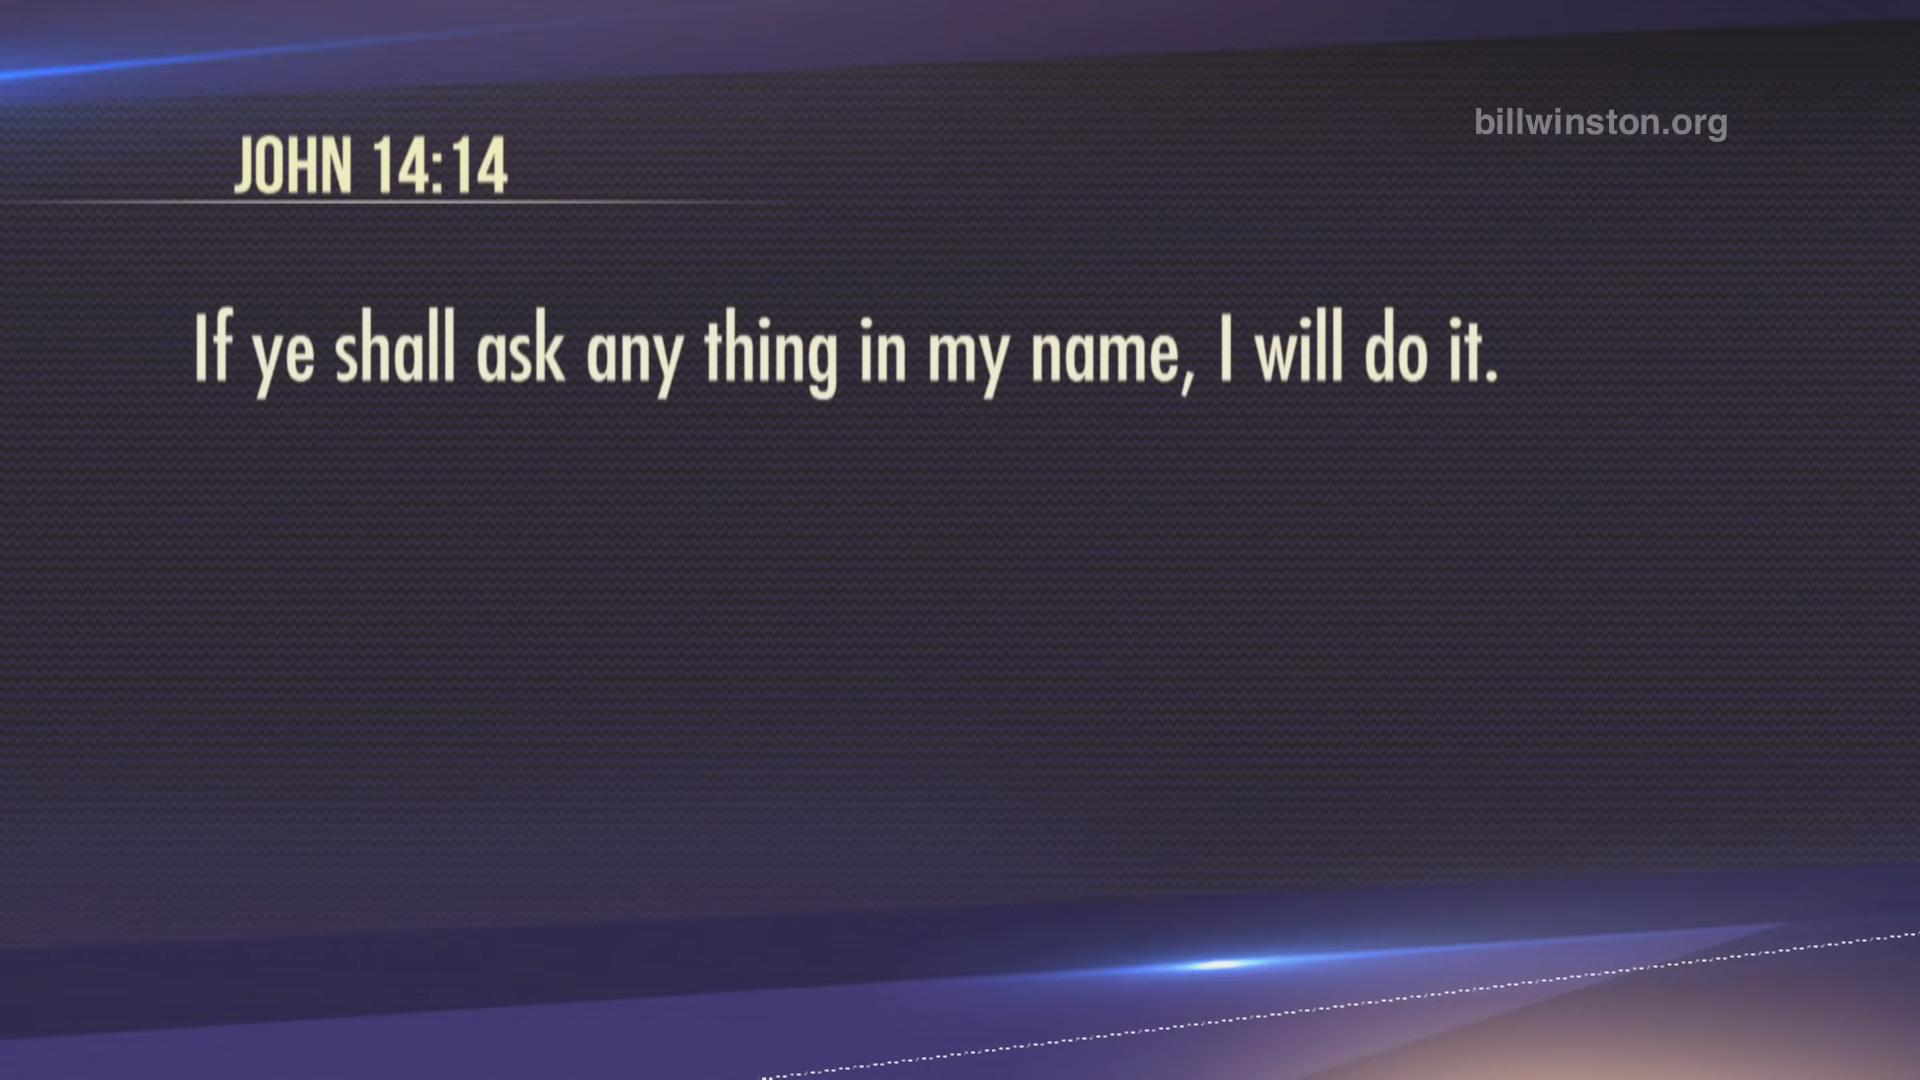 billwinston.org
JOHN 14:14
If ye shall ask any thing in my name, I will do it.